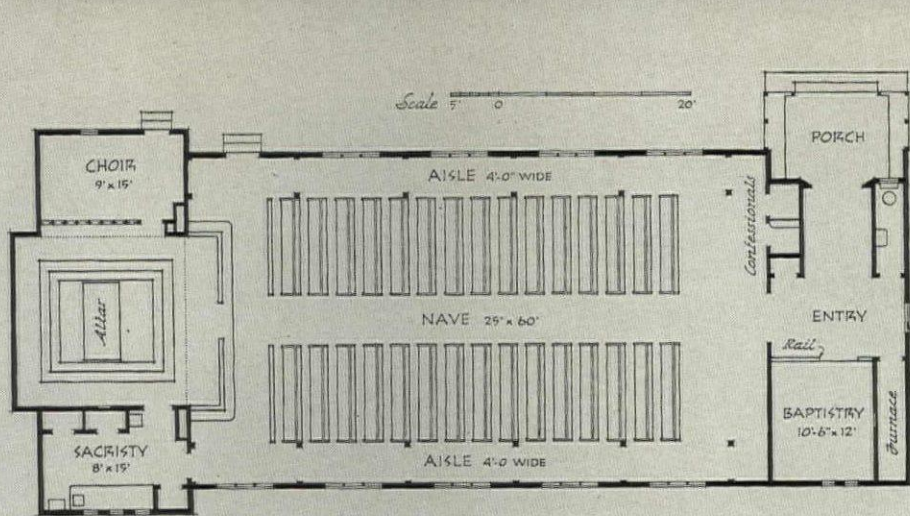 Scale 5' 0 20'
PORCH
CHOIR
9' x 15'
AISLE 4'-0" WIDE
Confessionals
Altar
NAVE 25' x 60'
ENTRY
Rail
BAPTISTRY
10'-6" x 12'
Furnace
SACRISTY
8' x 15'
AISLE 4'-0 WIDE